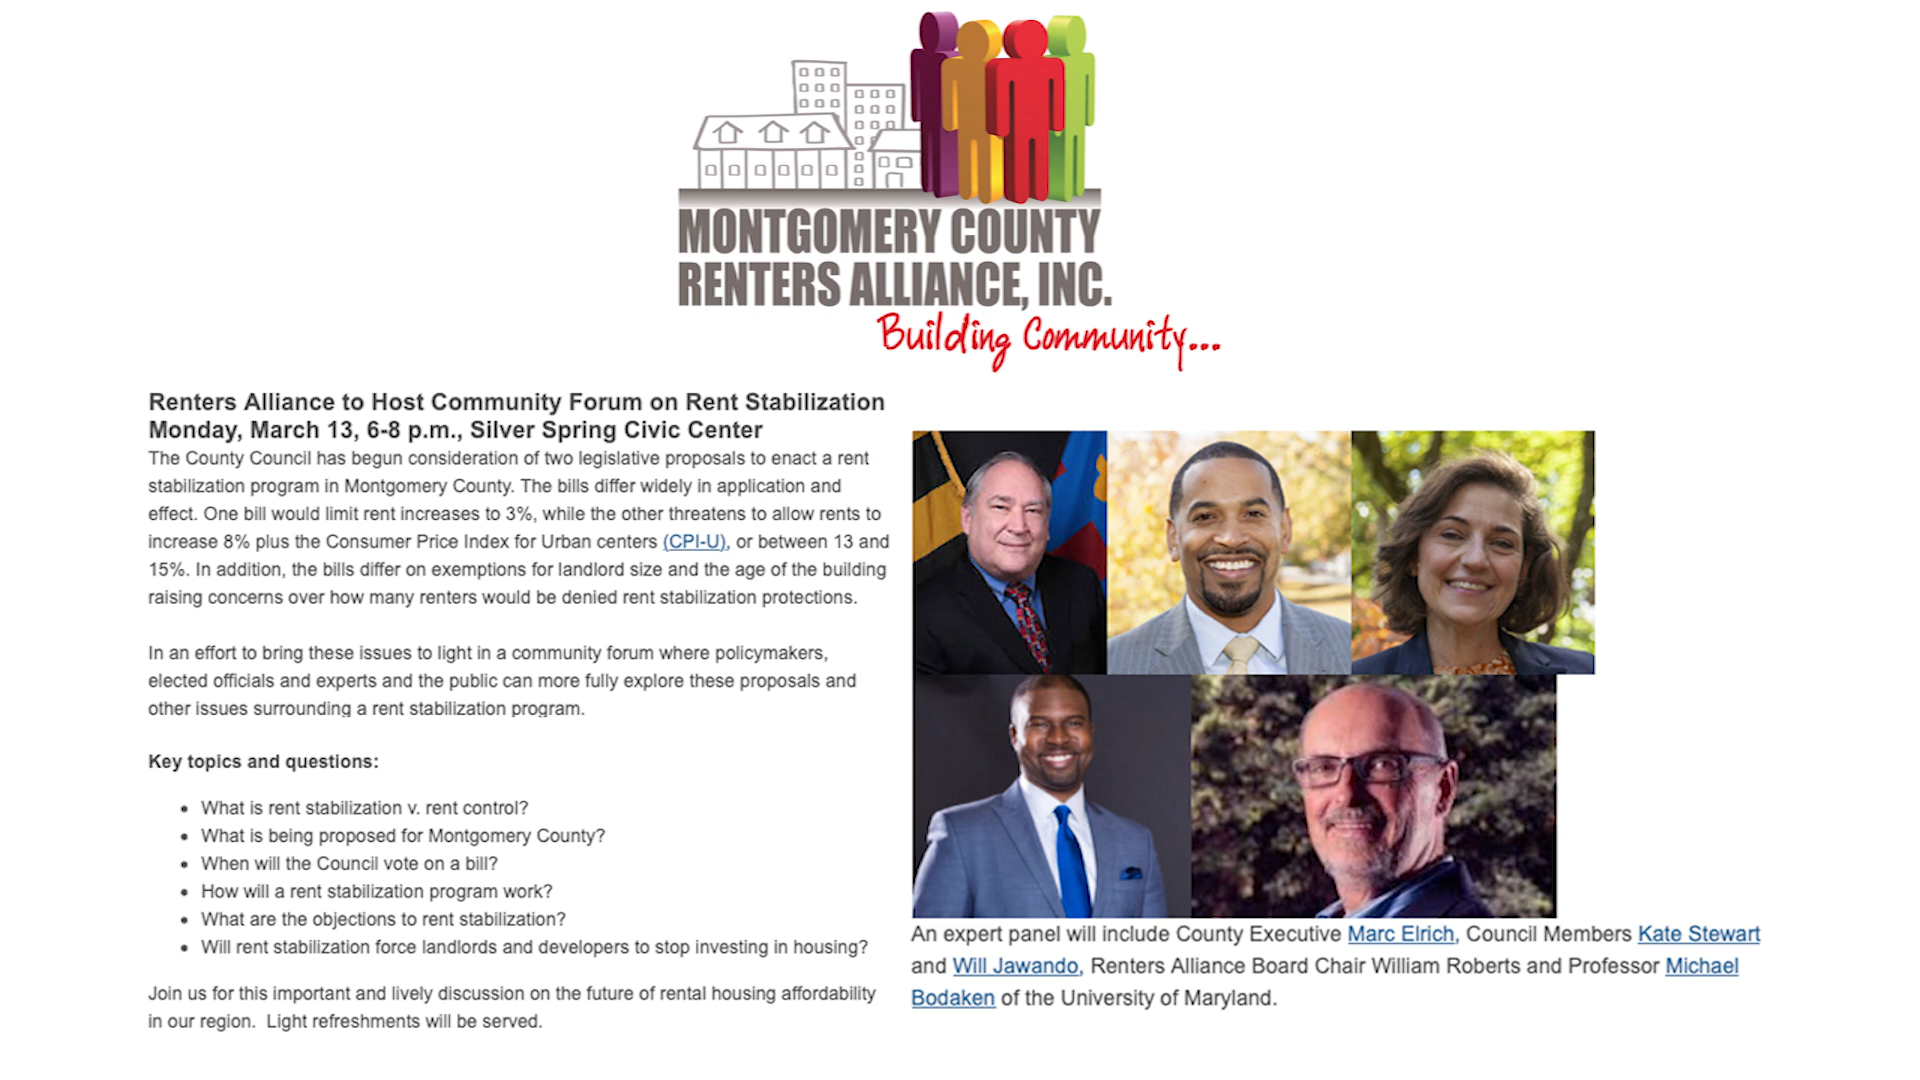 MONTGOMERY COUNTY
RENTERS ALLIANCE, INC.
Building Community...
Renters Alliance to Host Community Forum on Rent Stabilization
Monday, March 13, 6-8 p.m., Silver Spring Civic Center
The County Council has begun consideration of two legislative proposals to enact a rent
stabilization program in Montgomery County. The bills differ widely in application and
effect. One bill would limit rent increases to 3%, while the other threatens to allow rents to
increase 8% plus the Consumer Price Index for Urban centers (CPI-U), or between 13 and
15%. In addition, the bills differ on exemptions for landlord size and the age of the building
raising concerns over how many renters would be denied rent stabilization protections.
In an effort to bring these issues to light in a community forum where policymakers,
elected officials and experts and the public can more fully explore these proposals and
other issues surrounding a rent stabilization program.
Key topics and questions:
• What is rent stabilization v. rent control?
• What is being proposed for Montgomery County?
• When will the Council vote on a bill?
• How will a rent stabilization program work?
• What are the objections to rent stabilization?
• Will rent stabilization force landlords and developers to stop investing in housing?
Join us for this important and lively discussion on the future of rental housing affordability
in our region.  Light refreshments will be served.
An expert panel will include County Executive Marc Elrich, Council Members Kate Stewart
and Will Jawando, Renters Alliance Board Chair William Roberts and Professor Michael
Bodaken of the University of Maryland.